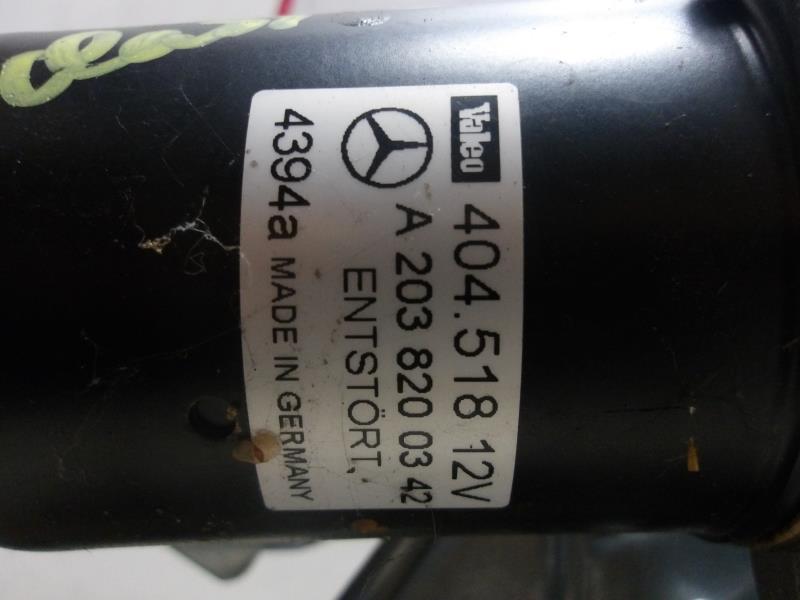 Valeo 404.518 12V
A 203 820 03 42
ENTSTÖRT,
4394a MADE IN GERMANY